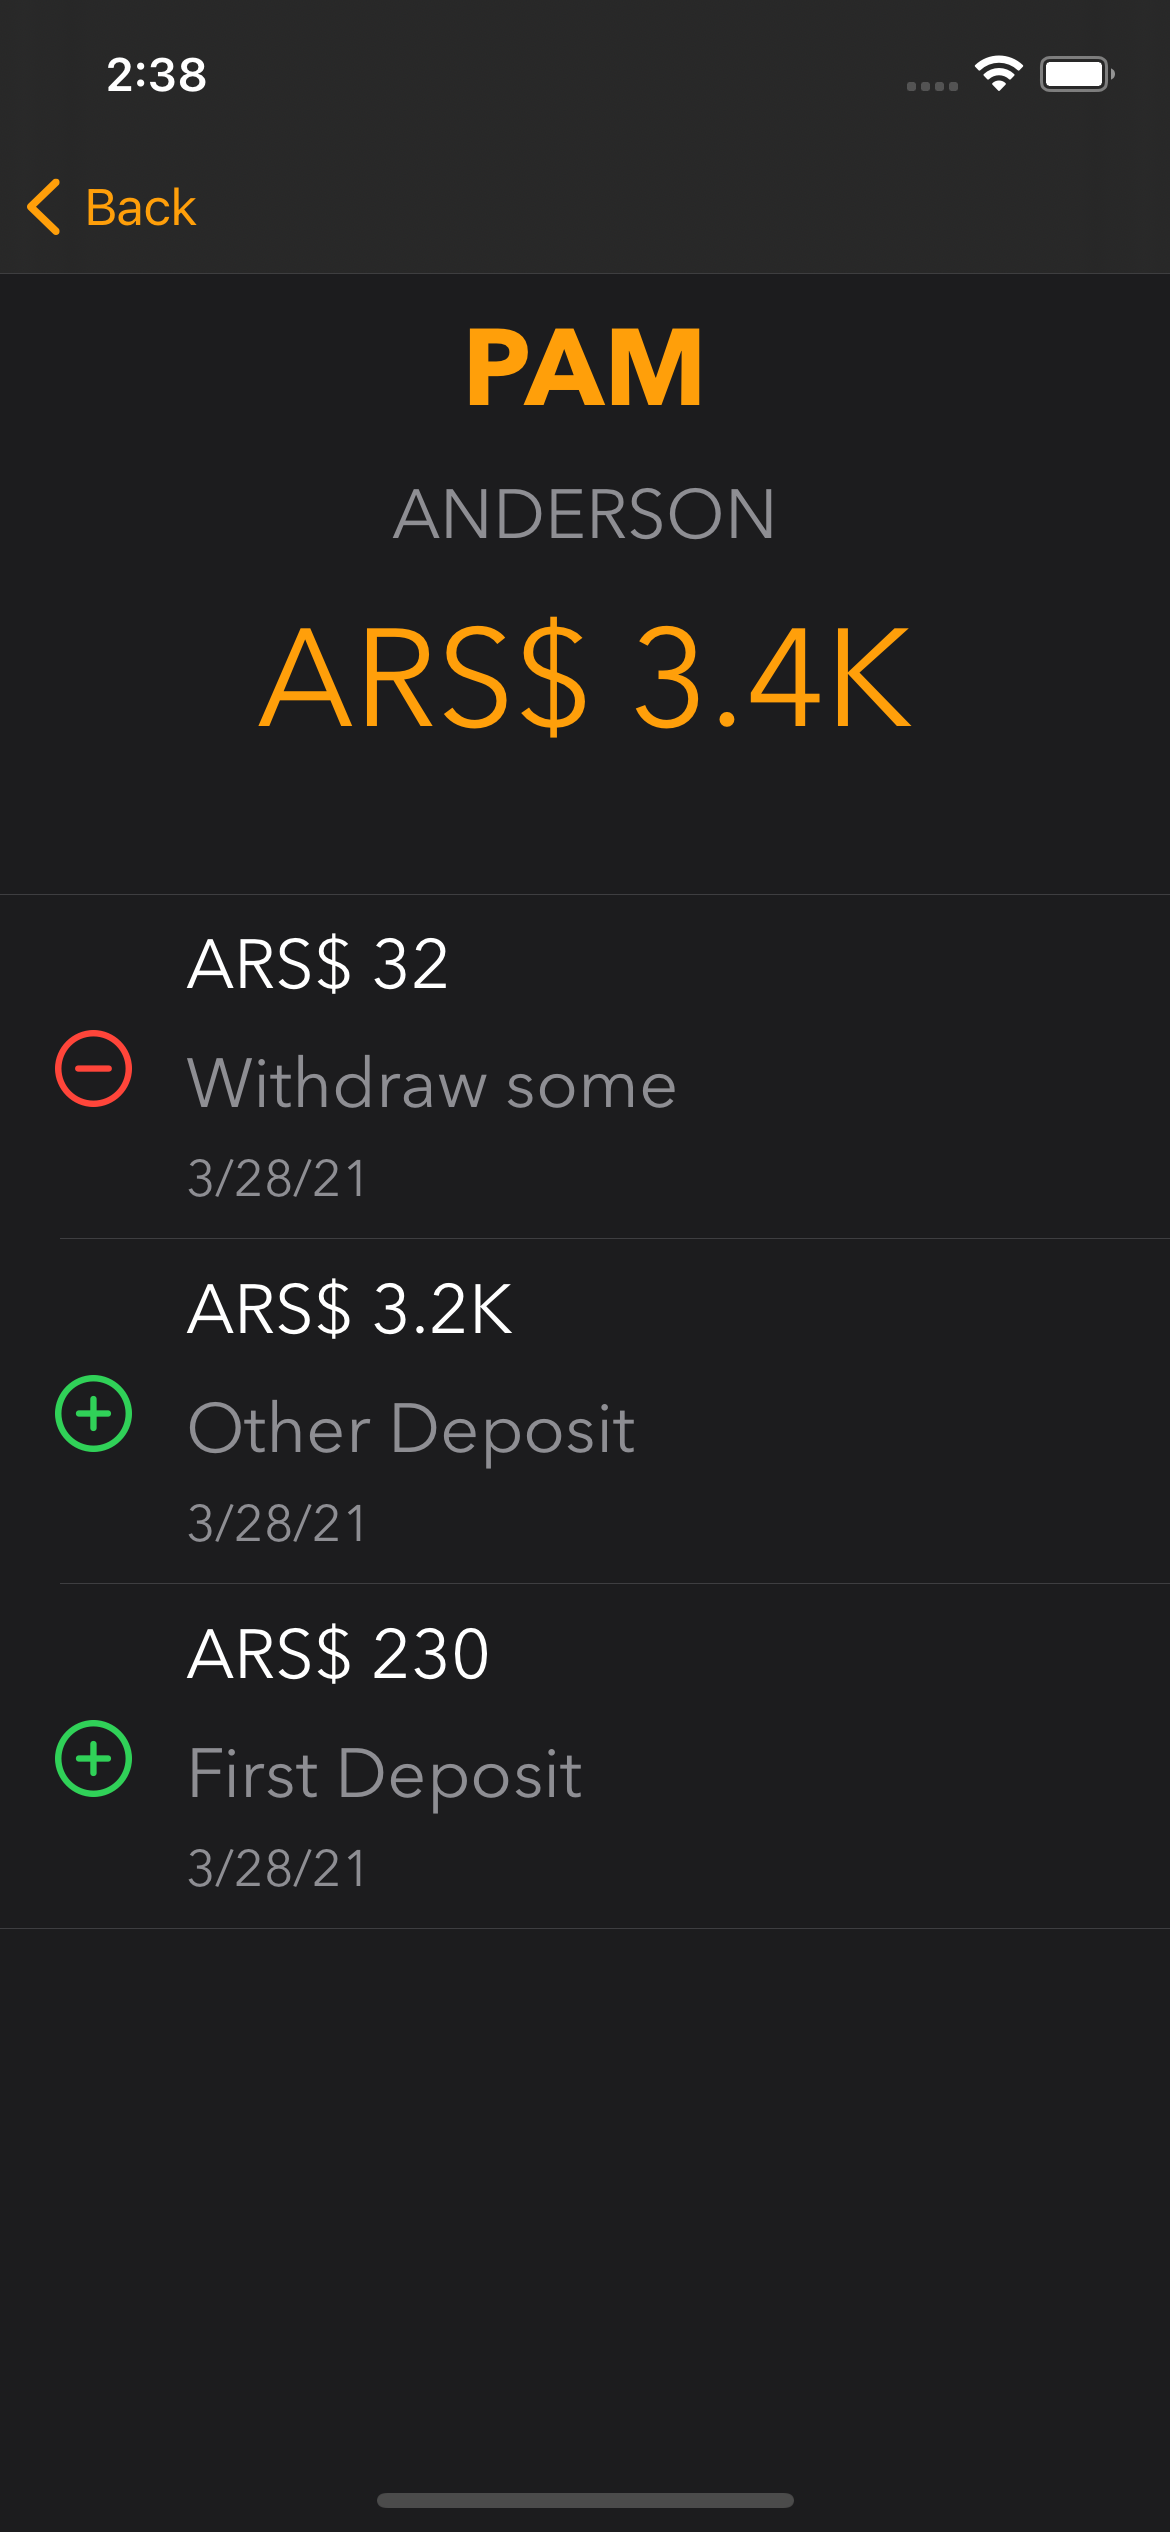 2:38
Back
PAM
ANDERSON
ARS$ 3.4K
ARS$ 32
Withdraw some
3/28/21
ARS$ 3.2K
Other Deposit
3/28/21
ARS$ 230
First Deposit
3/28/21